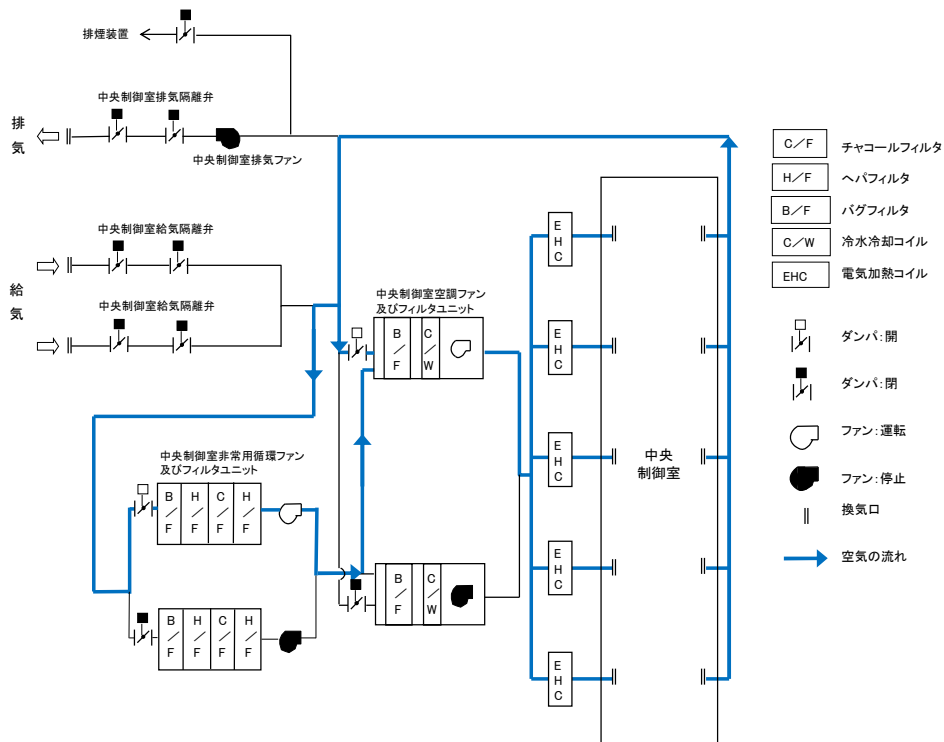 排煙装置
中央制御室排気隔離弁
排
気
中央制御室排気ファン
中央制御室給気隔離弁
給
気
中央制御室給気隔離弁
中央制御室空調ファン
及びフィルタユニット
B/F
C/W
中央制御室非常用循環ファン
及びフィルタユニット
B/F
H/F
C/F
H/F
B/F
C/W
B/F
H/F
C/F
H/F
EHC
EHC
EHC
EHC
EHC
中央
制御室
C/F チャコールフィルタ
H/F ヘパフィルタ
B/F バグフィルタ
C/W 冷水冷却コイル
EHC 電気加熱コイル
ダンパ:開
ダンパ:閉
ファン:運転
ファン:停止
換気口
空気の流れ